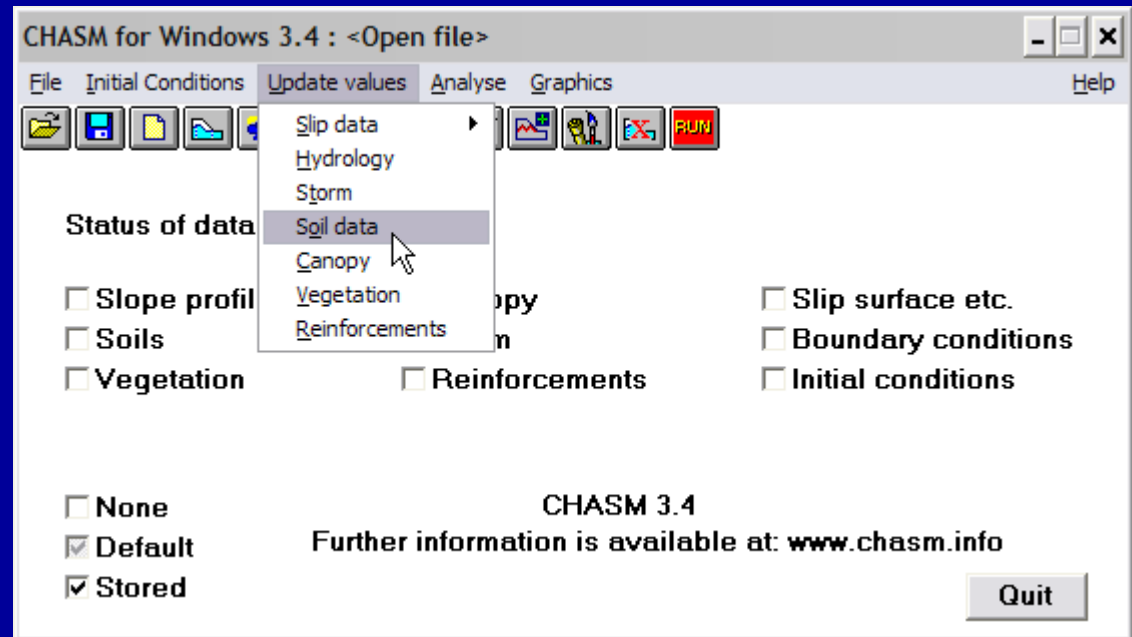 CHASM for Windows 3.4 : <Open file>
File Initial Conditions Update values Analyse Graphics Help
RUN
Slip data
Hydrology
Storm
Soil data
Canopy
Vegetation
Reinforcements
Status of data
Slope profil opy Slip surface etc.
Soils m Boundary conditions
Vegetation Reinforcements Initial conditions
None CHASM 3.4
Default Further information is available at: www.chasm.info
Stored Quit